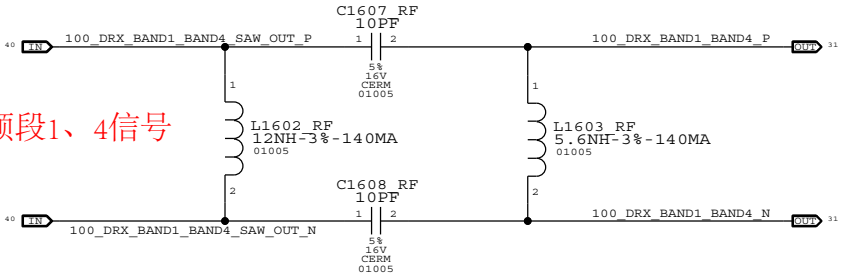 C1607_RF
10PF
40 IN 100_DRX_BAND1_BAND4_SAW_OUT_P 1 2 100_DRX_BAND1_BAND4_P OUT 31
5%
16V
CERM
01005
1 1
频段1、4信号
L1602_RF
12NH-3%-140MA
01005
L1603_RF
5.6NH-3%-140MA
01005
2 2
C1608_RF
10PF
40 IN 100_DRX_BAND1_BAND4_SAW_OUT_N 1 2 100_DRX_BAND1_BAND4_N OUT 31
5%
16V
CERM
01005